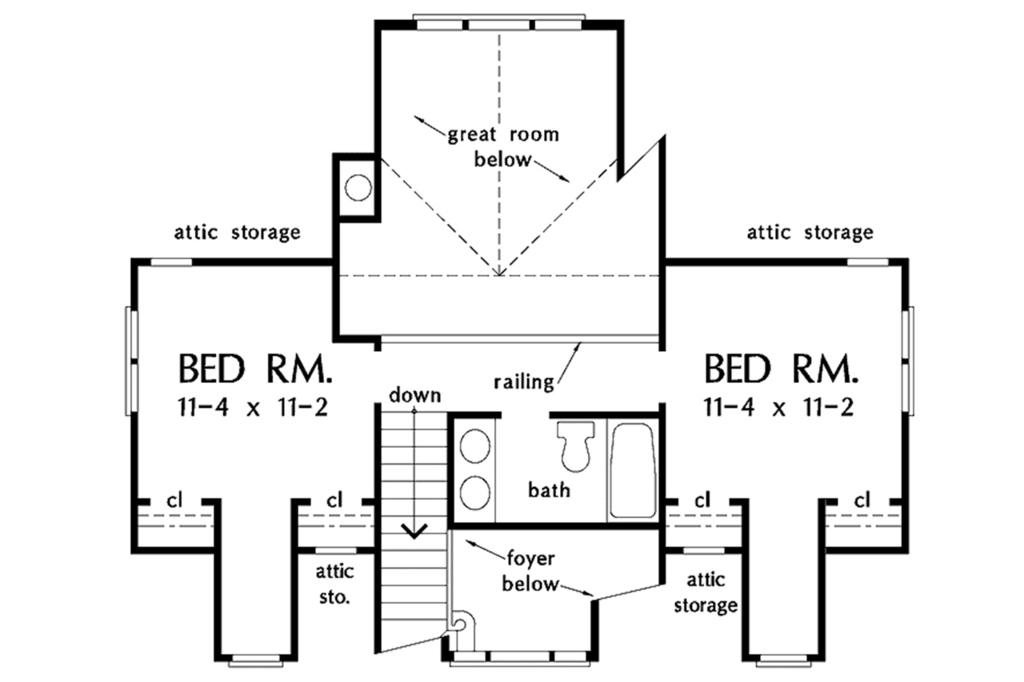 great room
below
attic storage
attic storage
BED RM.
11-4 x 11-2
BED RM.
11-4 x 11-2
railing
down
bath
cl
cl
cl
cl
foyer
below
attic
sto.
attic
storage